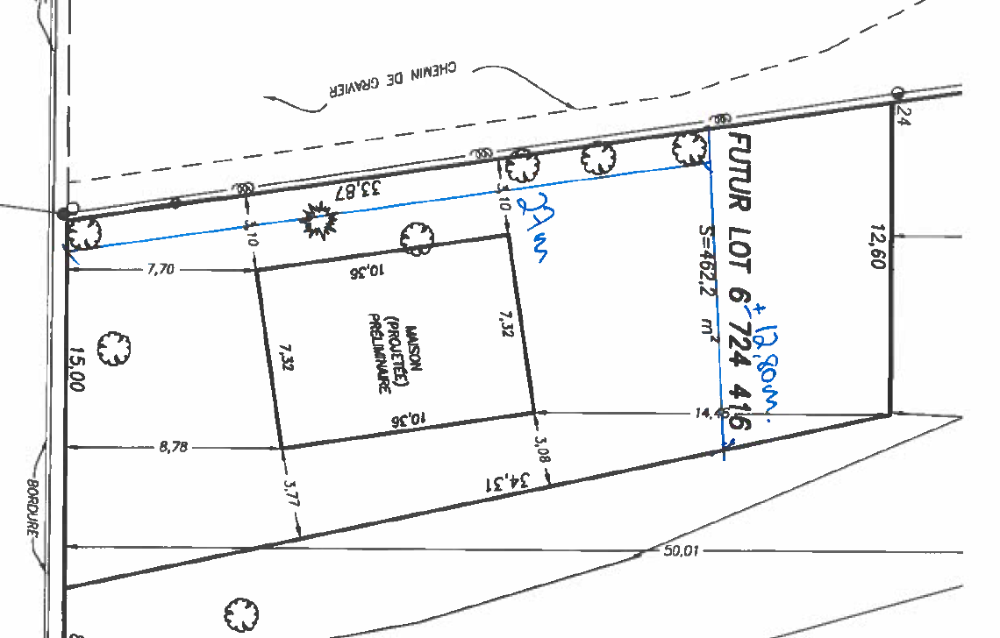 CHEMIN DE GRAVIER
24
33,87
3,10
3,10
27m
7,70
10,36
FUTUR LOT 6 724 416
S=462,2 m²
12,60
± 12,80m.
MAISON
(PROJETÉE)
PRÉLIMINAIRE
7,32
7,32
15,00
10,36
14,45
8,78
3,08
34,31
3,77
BORDURE
50,01